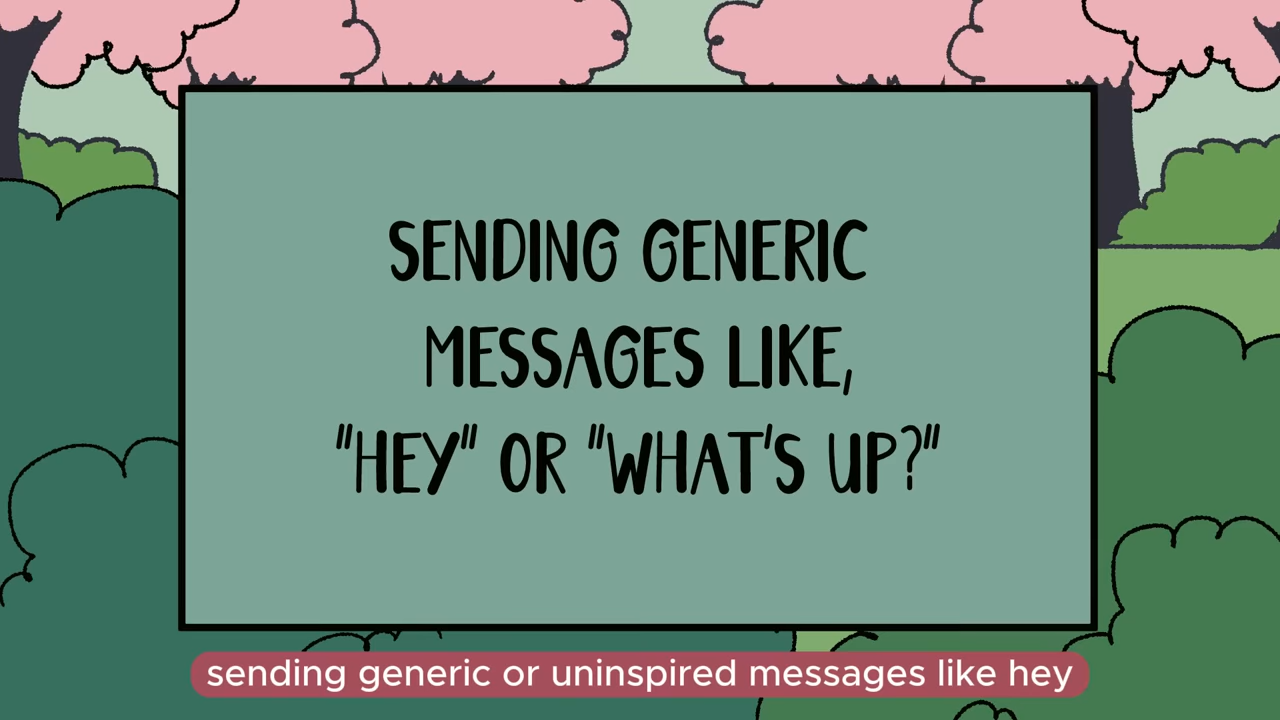 SENDING GENERIC
MESSAGES LIKE,
"HEY" OR "WHAT'S UP?"
sending generic or uninspired messages like hey